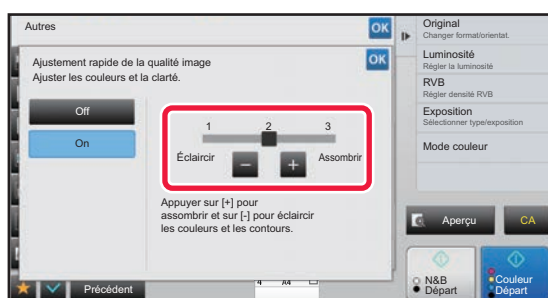 Autres
OK
Ajustement rapide de la qualité image
Ajuster les couleurs et la clarté.
OK
Off
On
1 2 3
Éclaircir
Assombrir
Appuyer sur [+] pour
assombrir et sur [-] pour éclaircir
les couleurs et les contours.
Précédent
A4
Original
Changer format/orientat.
Luminosité
Régler la luminosité
RVB
Régler densité RVB
Exposition
Sélectionner type/exposition
Mode couleur
Aperçu
CA
N&B
Départ
Couleur
Départ